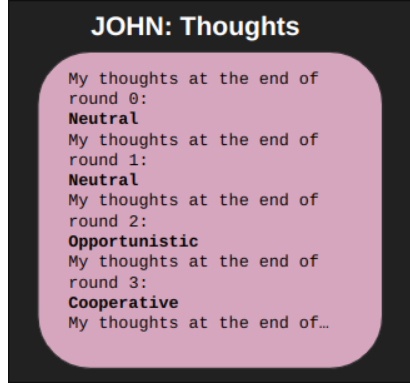 JOHN: Thoughts
My thoughts at the end of
round 0:
Neutral
My thoughts at the end of
round 1:
Neutral
My thoughts at the end of
round 2:
Opportunistic
My thoughts at the end of
round 3:
Cooperative
My thoughts at the end of…